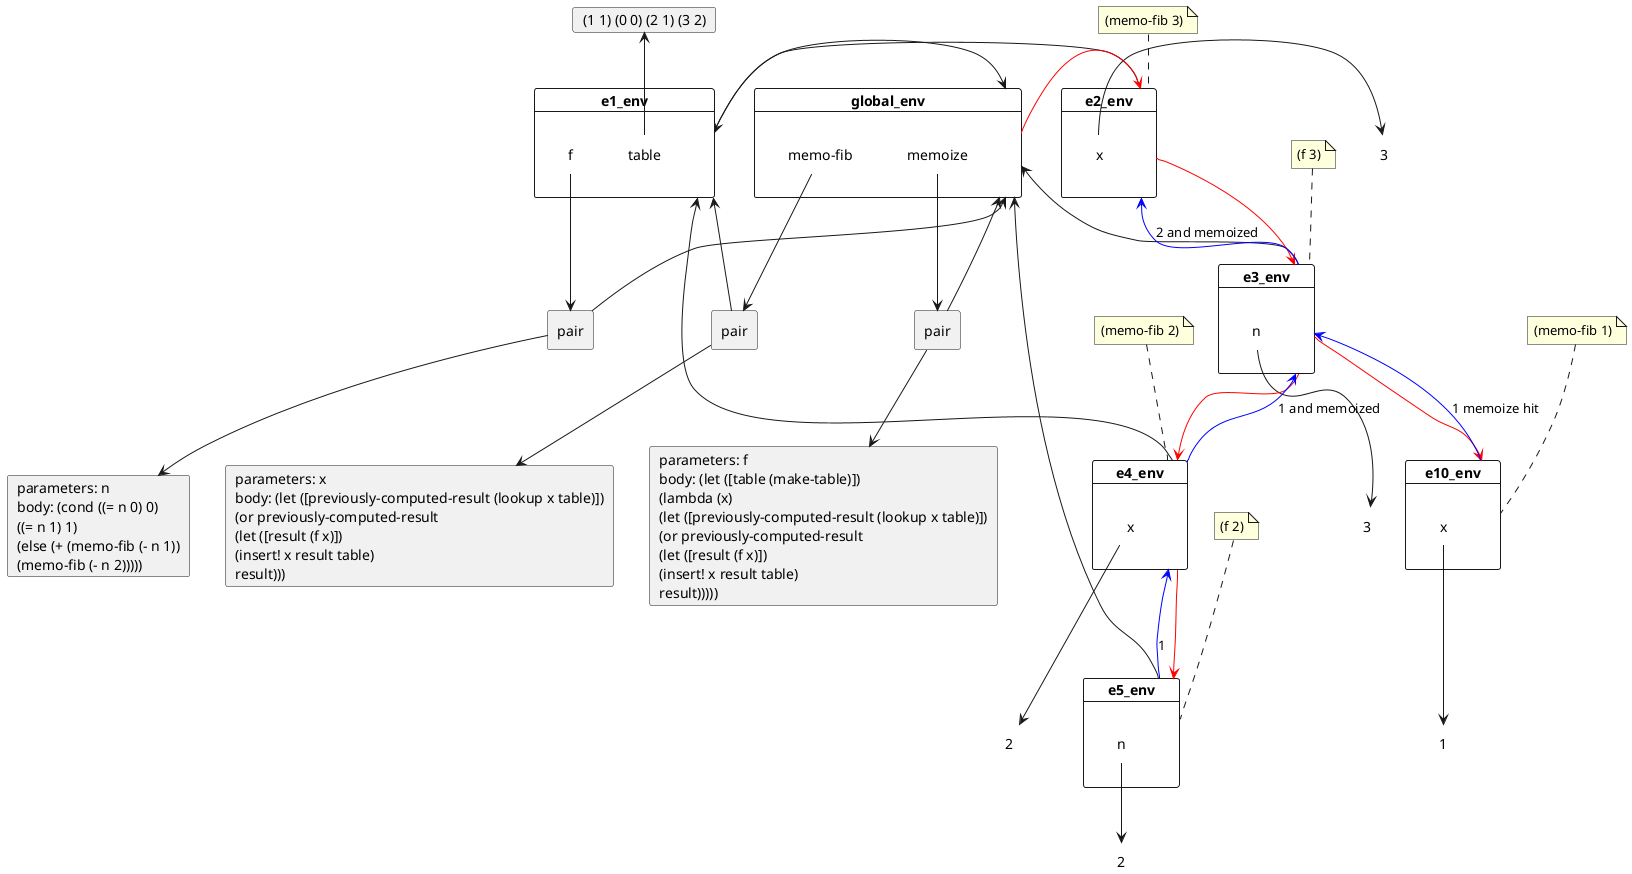 (1 1) (0 0) (2 1) (3 2)
(memo-fib 3)
e1_env
f
table
global_env
memo-fib
memoize
e2_env
x
3
(f 3)
2 and memoized
e3_env
n
pair
pair
pair
(memo-fib 2)
(memo-fib 1)
1 and memoized
1 memoize hit
parameters: n
body: (cond ((= n 0) 0)
((= n 1) 1)
(else (+ (memo-fib (- n 1))
(memo-fib (- n 2)))))
parameters: x
body: (let ([previously-computed-result (lookup x table)])
(or previously-computed-result
(let ([result (f x)])
(insert! x result table)
result)))
parameters: f
body: (let ([table (make-table)])
(lambda (x)
(let ([previously-computed-result (lookup x table)])
(or previously-computed-result
(let ([result (f x)])
(insert! x result table)
result)))))
e4_env
x
(f 2)
3
e10_env
x
1
e5_env
n
2
1
2